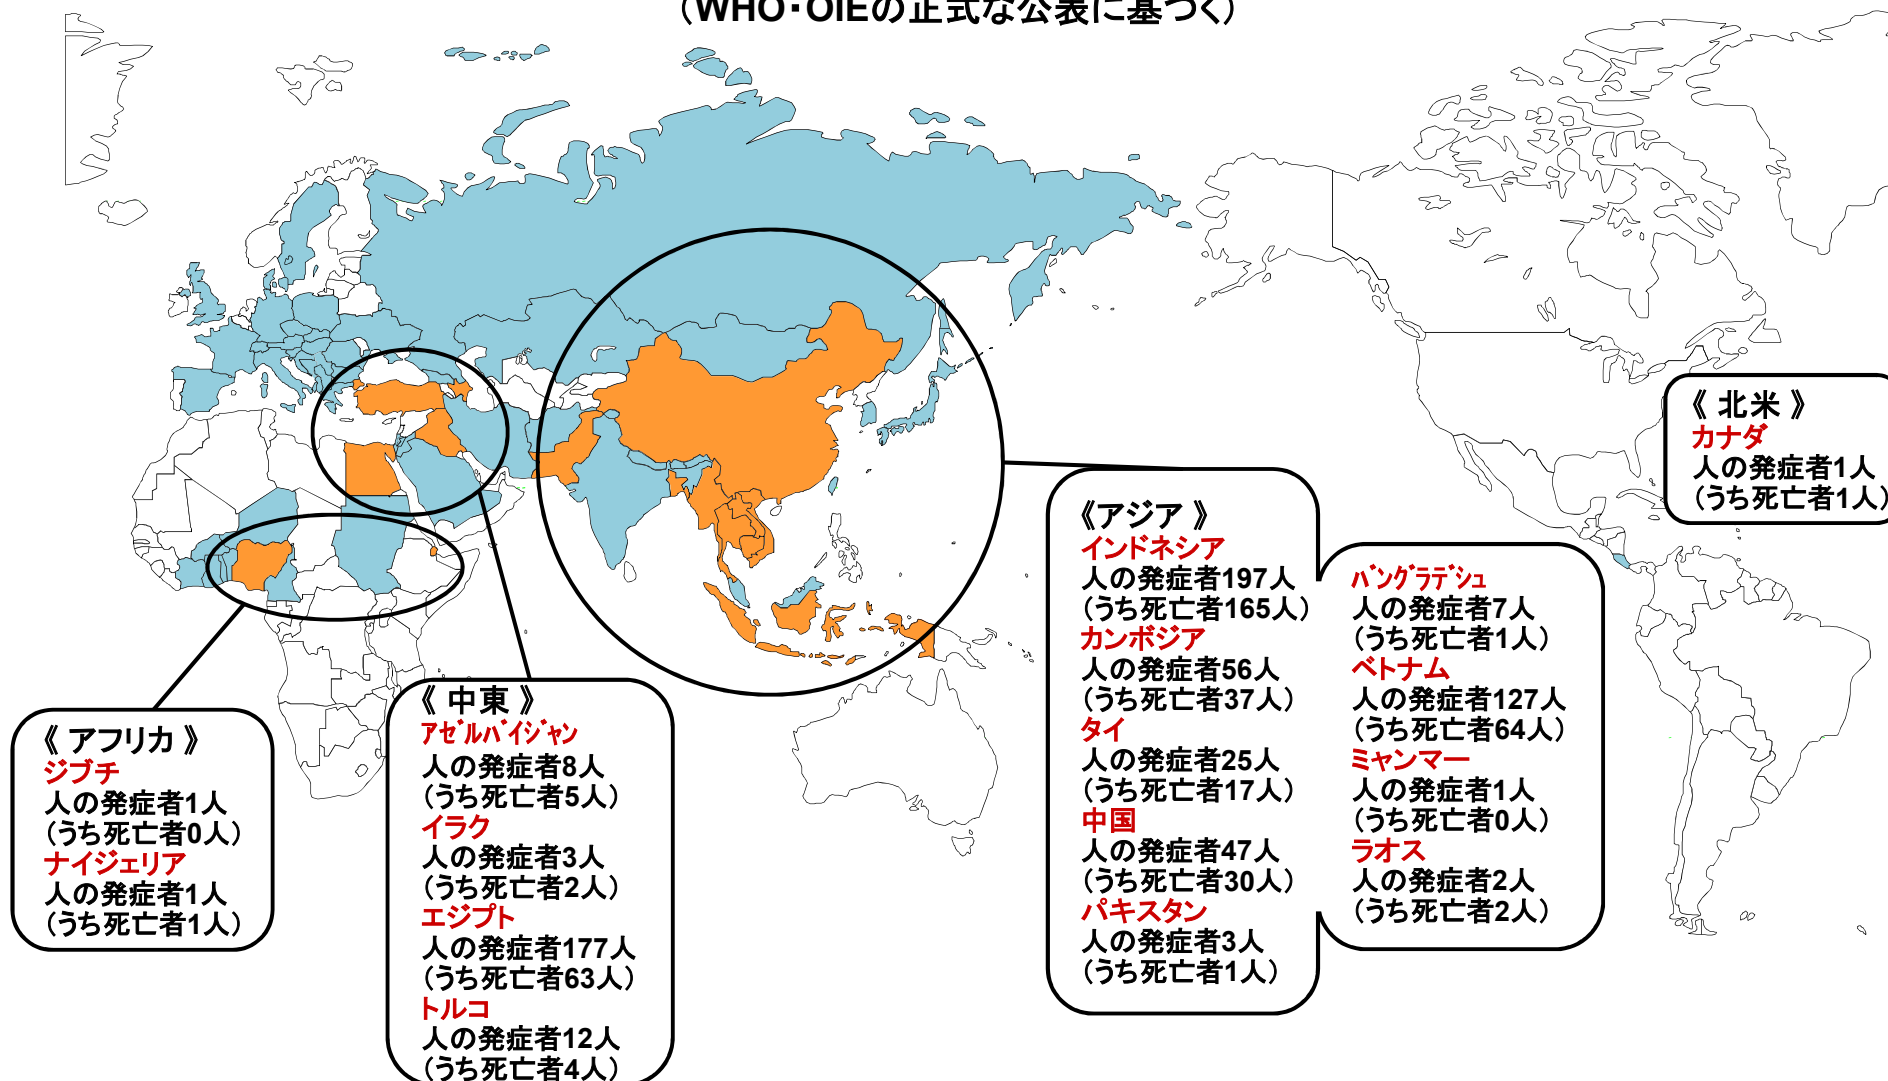 (WHO・OIEの正式な公表に基づく)
《 北米 》
カナダ
人の発症者1人
(うち死亡者1人)
《アジア 》
インドネシア
人の発症者197人
(うち死亡者165人)
カンボジア
人の発症者56人
(うち死亡者37人)
タイ
人の発症者25人
(うち死亡者17人)
中国
人の発症者47人
(うち死亡者30人)
パキスタン
人の発症者3人
(うち死亡者1人)
バングラデシュ
人の発症者7人
(うち死亡者1人)
ベトナム
人の発症者127人
(うち死亡者64人)
ミャンマー
人の発症者1人
(うち死亡者0人)
ラオス
人の発症者2人
(うち死亡者2人)
《 中東 》
アゼルバイジャン
人の発症者8人
(うち死亡者5人)
イラク
人の発症者3人
(うち死亡者2人)
エジプト
人の発症者177人
(うち死亡者63人)
トルコ
人の発症者12人
(うち死亡者4人)
《 アフリカ 》
ジブチ
人の発症者1人
(うち死亡者0人)
ナイジェリア
人の発症者1人
(うち死亡者1人)